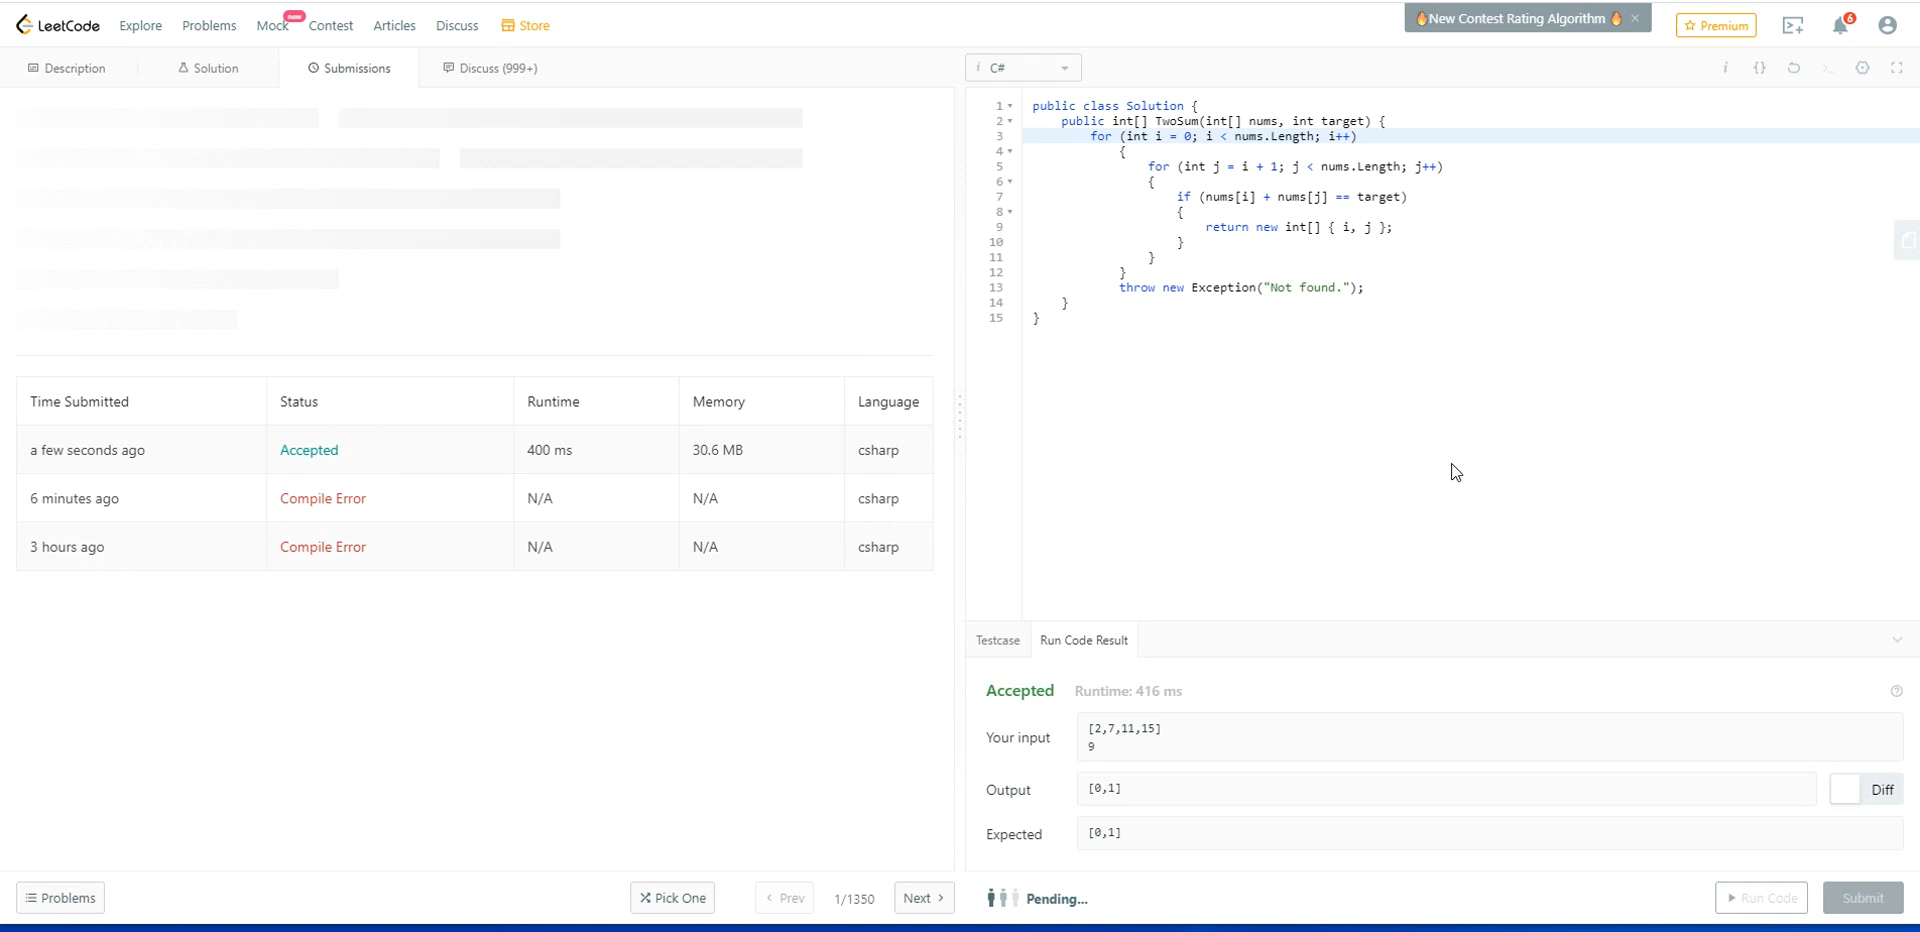 LeetCode Explore Problems Mock new Contest Articles Discuss Store 🔥New Contest Rating Algorithm 🔥 × Premium 6
Description Solution Submissions Discuss (999+)
i C# i {}
1 public class Solution {
2 public int[] TwoSum(int[] nums, int target) {
3 for (int i = 0; i < nums.Length; i++)
4 {
5 for (int j = i + 1; j < nums.Length; j++)
6 {
7 if (nums[i] + nums[j] == target)
8 {
9 return new int[] { i, j };
10 }
11 }
12 }
13 throw new Exception("Not found.");
14 }
15 }
Time Submitted Status Runtime Memory Language
a few seconds ago Accepted 400 ms 30.6 MB csharp
6 minutes ago Compile Error N/A N/A csharp
3 hours ago Compile Error N/A N/A csharp
Testcase Run Code Result
Accepted Runtime: 416 ms
Your input
[2,7,11,15]
9
Output [0,1] Diff
Expected [0,1]
Problems Pick One < Prev 1/1350 Next > Pending... Run Code Submit